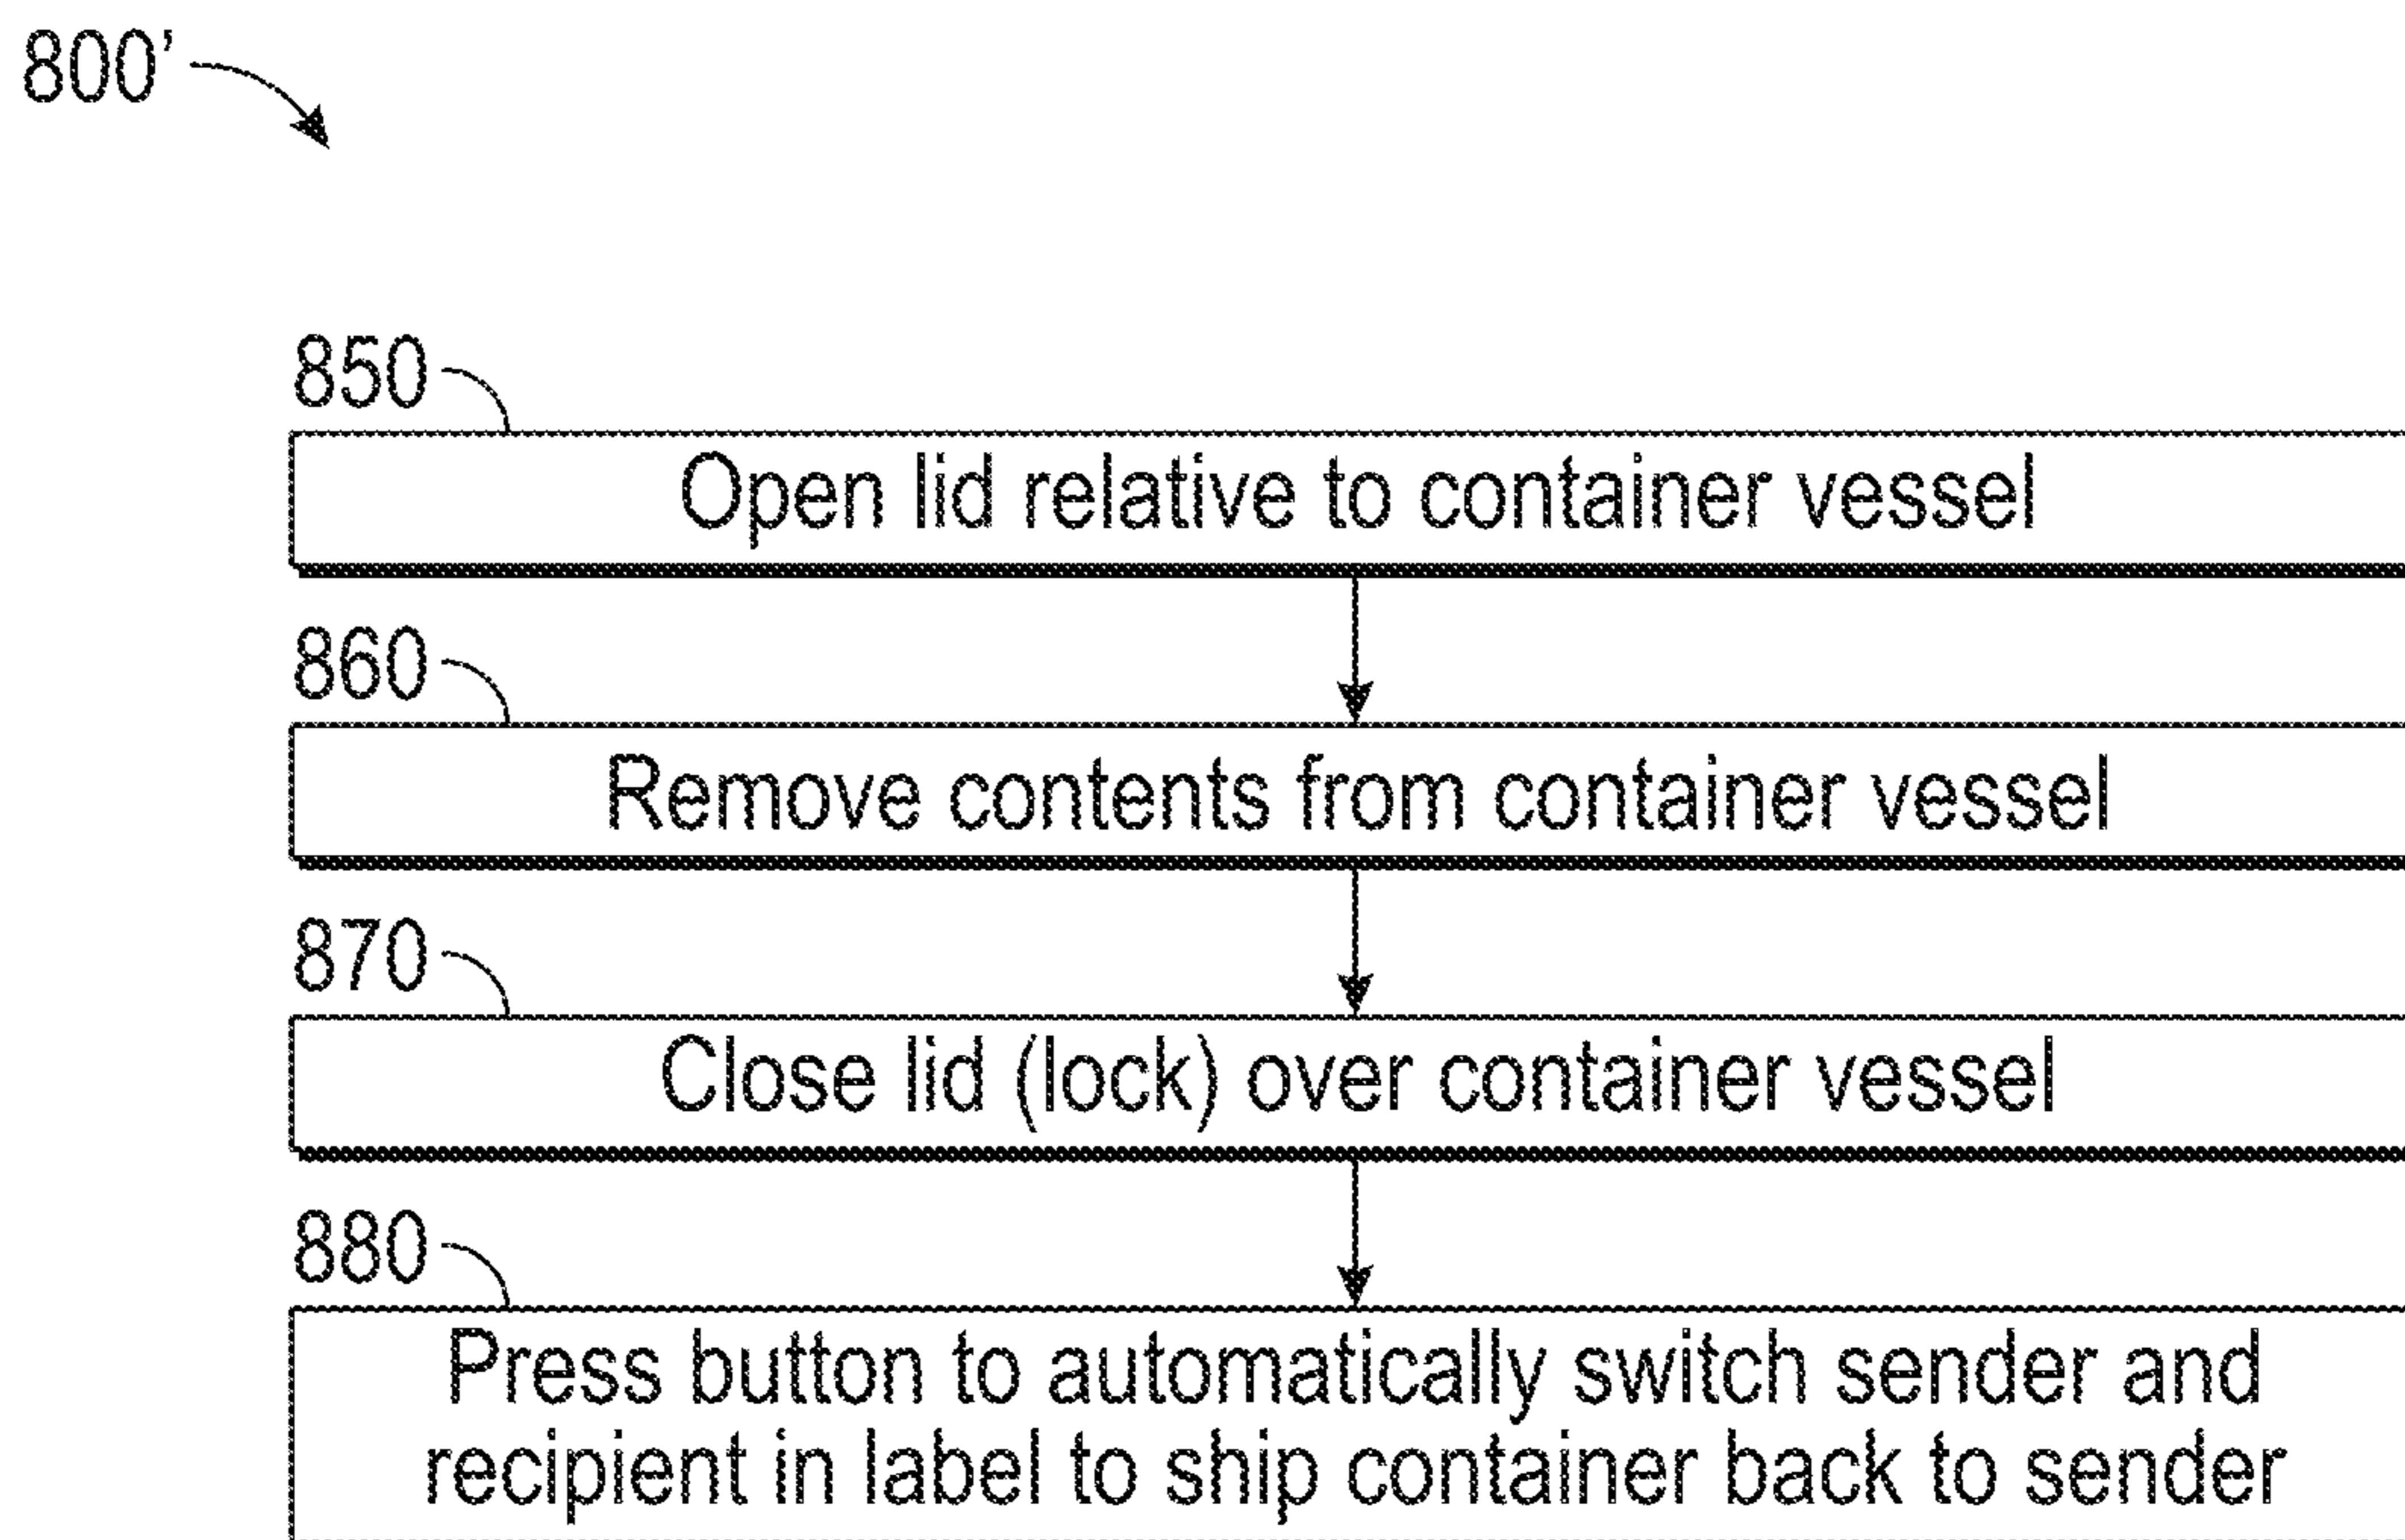 800’
850
Open lid relative to container vessel
860
Remove contents from container vessel
870
Close lid (lock) over container vessel
880
Press button to automatically switch sender and
recipient in label to ship container back to sender